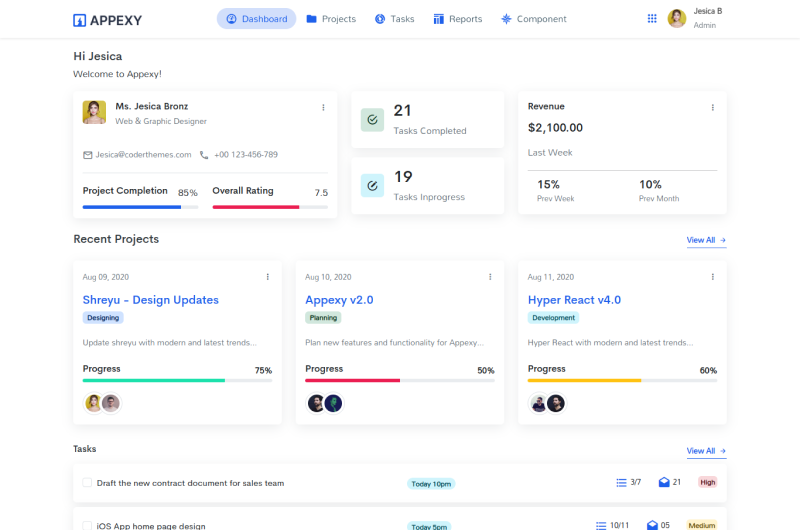 APPEXY
Dashboard Projects Tasks Reports Component
Jesica B
Admin
Hi Jesica
Welcome to Appexy!
Ms. Jesica Bronz
Web & Graphic Designer
Jesica@coderthemes.com +00 123-456-789
Project Completion 85% Overall Rating 7.5
21
Tasks Completed
19
Tasks Inprogress
Revenue
$2,100.00
Last Week
15% 10%
Prev Week Prev Month
Recent Projects View All
Aug 09, 2020
Shreyu - Design Updates
Designing
Update shreyu with modern and latest trends...
Progress 75%
Aug 10, 2020
Appexy v2.0
Planning
Plan new features and functionality for Appexy...
Progress 50%
Aug 11, 2020
Hyper React v4.0
Development
Hyper React with modern and latest trends...
Progress 60%
Tasks View All
Draft the new contract document for sales team Today 10pm 3/7 21 High
iOS App home page design Today 5pm 10/11 05 Medium